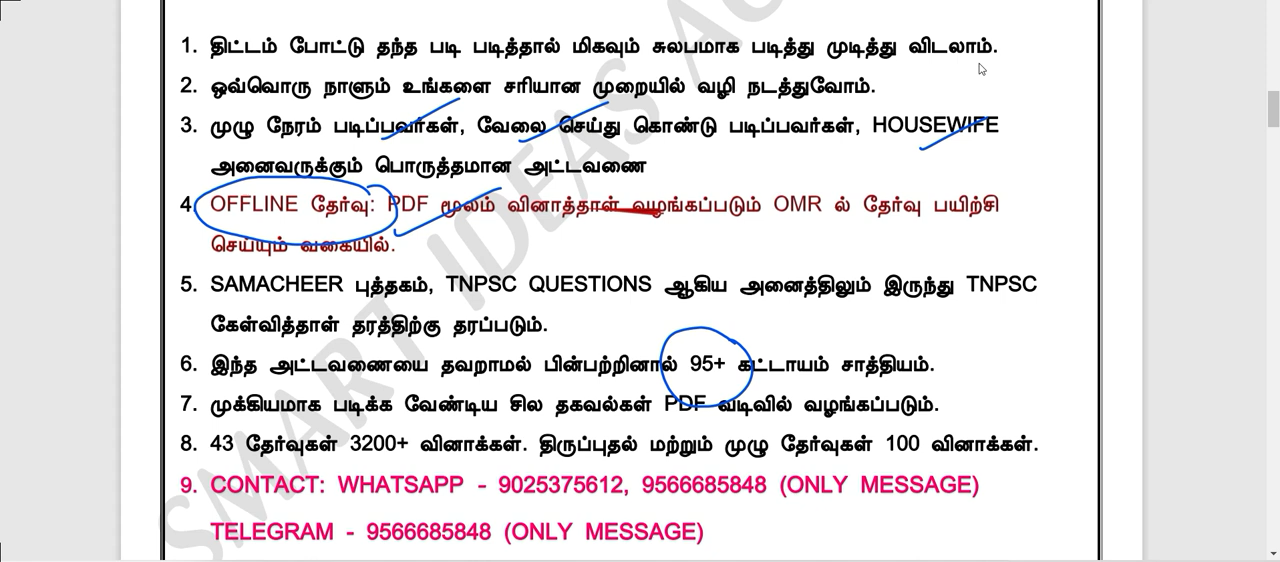 1. திட்டம் போட்டு தந்த படி படித்தால் மிகவும் சுலபமாக படித்து முடித்து விடலாம்.
2. ஒவ்வொரு நாளும் உங்களை சரியான முறையில் வழி நடத்துவோம்.
3. முழு நேரம் படிப்பவர்கள், வேலை செய்து கொண்டு படிப்பவர்கள், HOUSEWIFE
அனைவருக்கும் பொருத்தமான அட்டவணை
4. OFFLINE தேர்வு: PDF மூலம் வினாத்தாள் வழங்கப்படும் OMR ல் தேர்வு பயிற்சி
செய்யும் வகையில்.
5. SAMACHEER புத்தகம், TNPSC QUESTIONS ஆகிய அனைத்திலும் இருந்து TNPSC
கேள்வித்தாள் தரத்திற்கு தரப்படும்.
6. இந்த அட்டவணையை தவறாமல் பின்பற்றினால் 95+ கட்டாயம் சாத்தியம்.
7. முக்கியமாக படிக்க வேண்டிய சில தகவல்கள் PDF வடிவில் வழங்கப்படும்.
8. 43 தேர்வுகள் 3200+ வினாக்கள். திருப்புதல் மற்றும் முழு தேர்வுகள் 100 வினாக்கள்.
9. CONTACT: WHATSAPP - 9025375612, 9566685848 (ONLY MESSAGE)
TELEGRAM - 9566685848 (ONLY MESSAGE)
SMART IDEAS